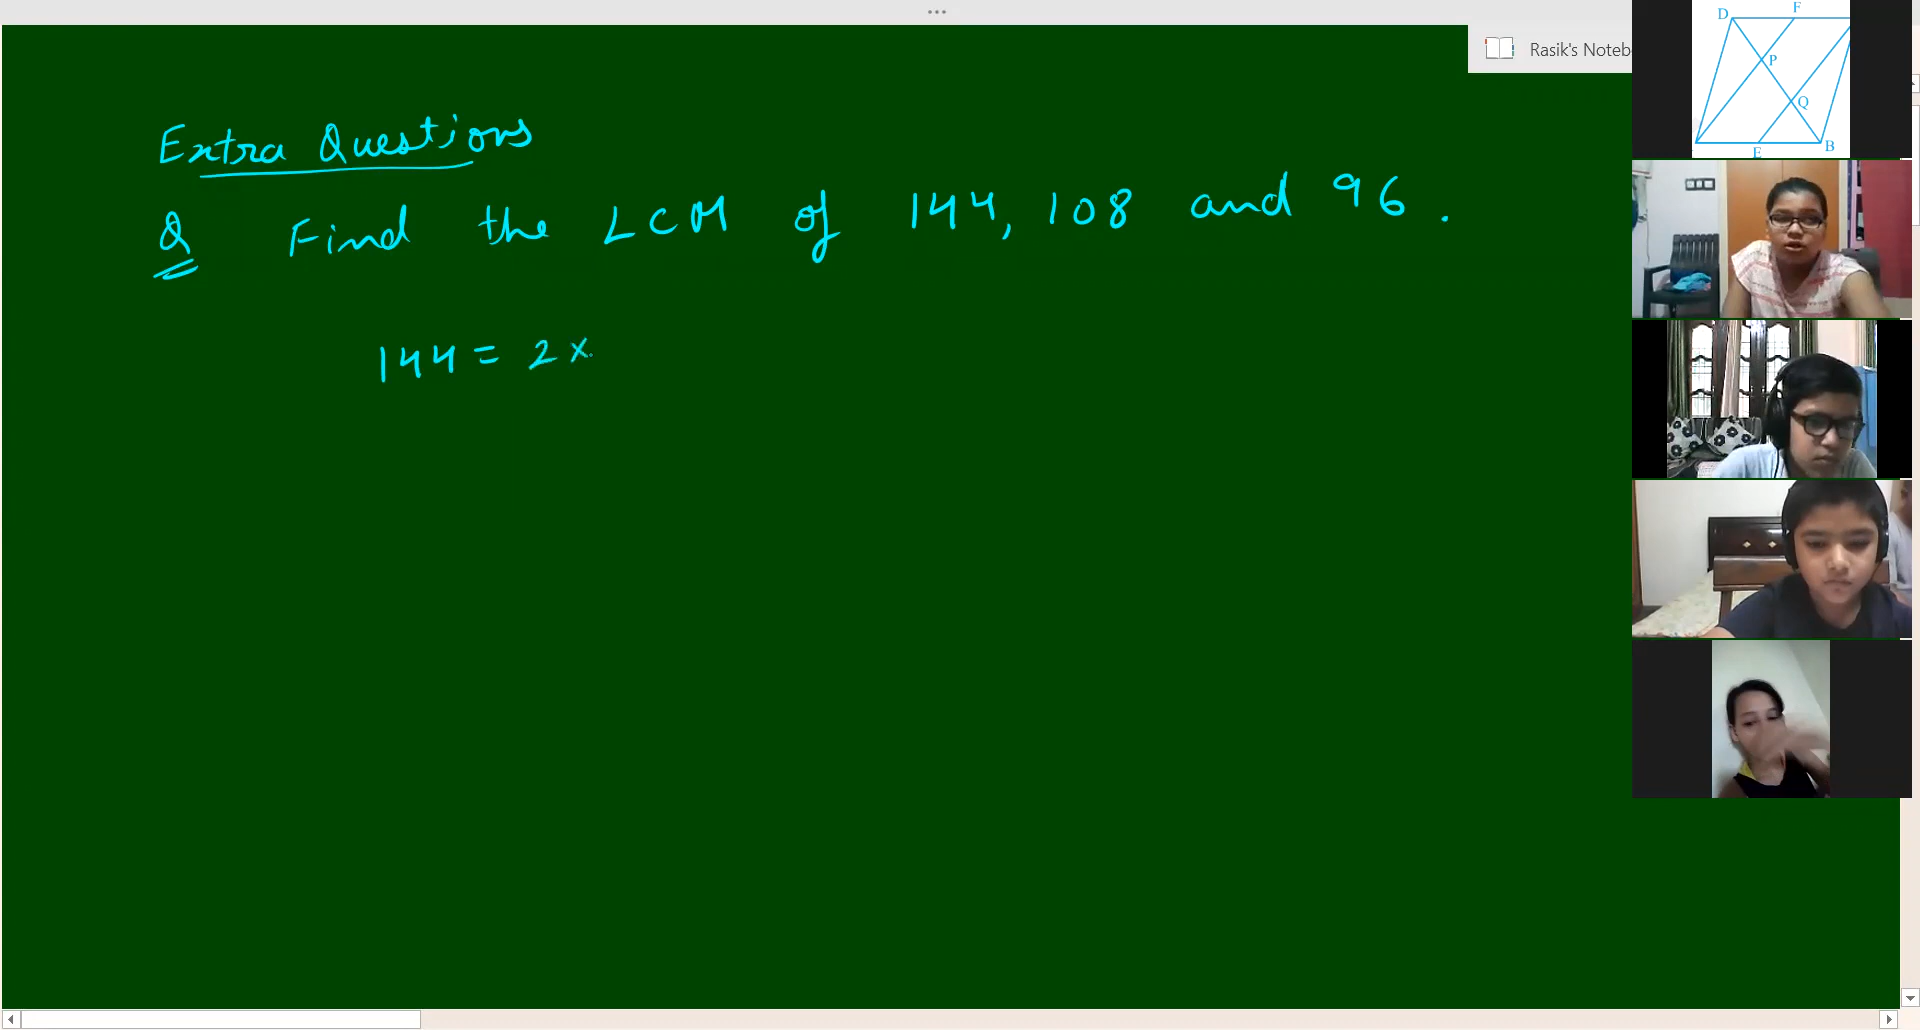 Rasik's Noteb
Extra Questions
Q Find the LCM of 144, 108 and 96.
144 = 2 x
D F
P
Q
E B